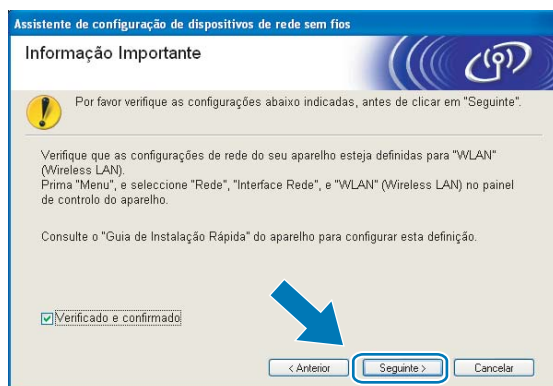 Assistente de configuração de dispositivos de rede sem fios
Informação Importante
Por favor verifique as configurações abaixo indicadas, antes de clicar em "Seguinte".
Verifique que as configurações de rede do seu aparelho esteja definidas para "WLAN"
(Wireless LAN).
Prima "Menu", e seleccione "Rede", "Interface Rede", e "WLAN" (Wireless LAN) no painel
de controlo do aparelho.
Consulte o "Guia de Instalação Rápida" do aparelho para configurar esta definição.
Verificado e confirmado
< Anterior
Seguinte >
Cancelar